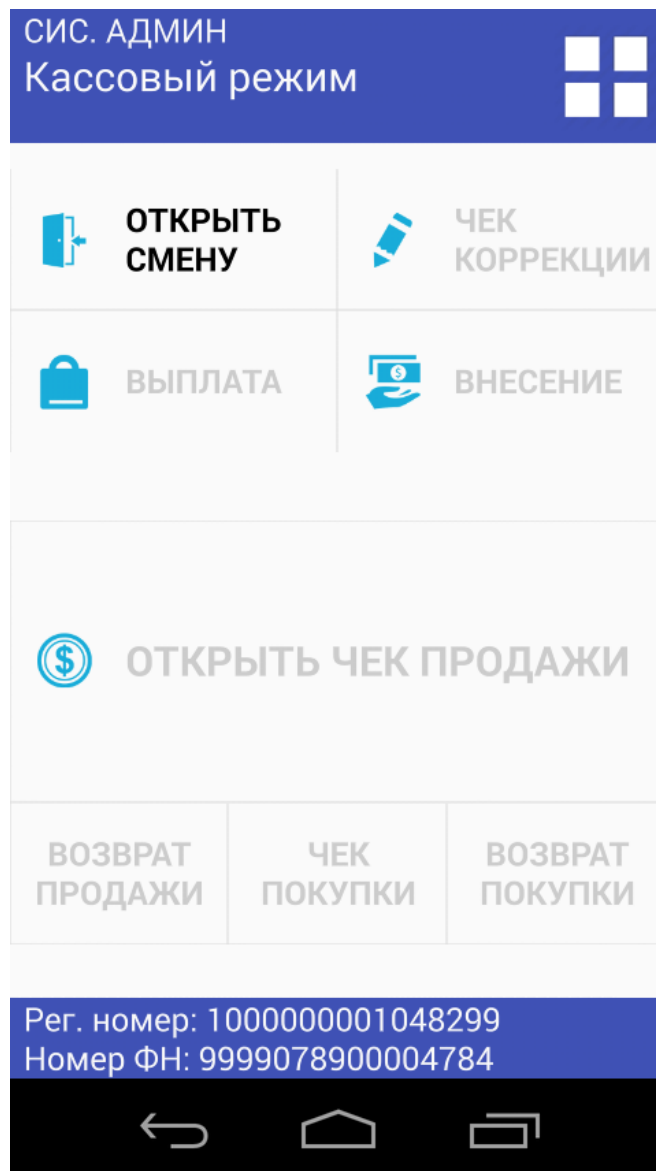 СИС. АДМИН
Кассовый режим
ОТКРЫТЬ
СМЕНУ
ЧЕК
КОРРЕКЦИИ
ВЫПЛАТА
ВНЕСЕНИЕ
ОТКРЫТЬ ЧЕК ПРОДАЖИ
ВОЗВРАТ
ПРОДАЖИ
ЧЕК
ПОКУПКИ
ВОЗВРАТ
ПОКУПКИ
Рег. номер: 1000000001048299
Номер ФН: 9999078900004784